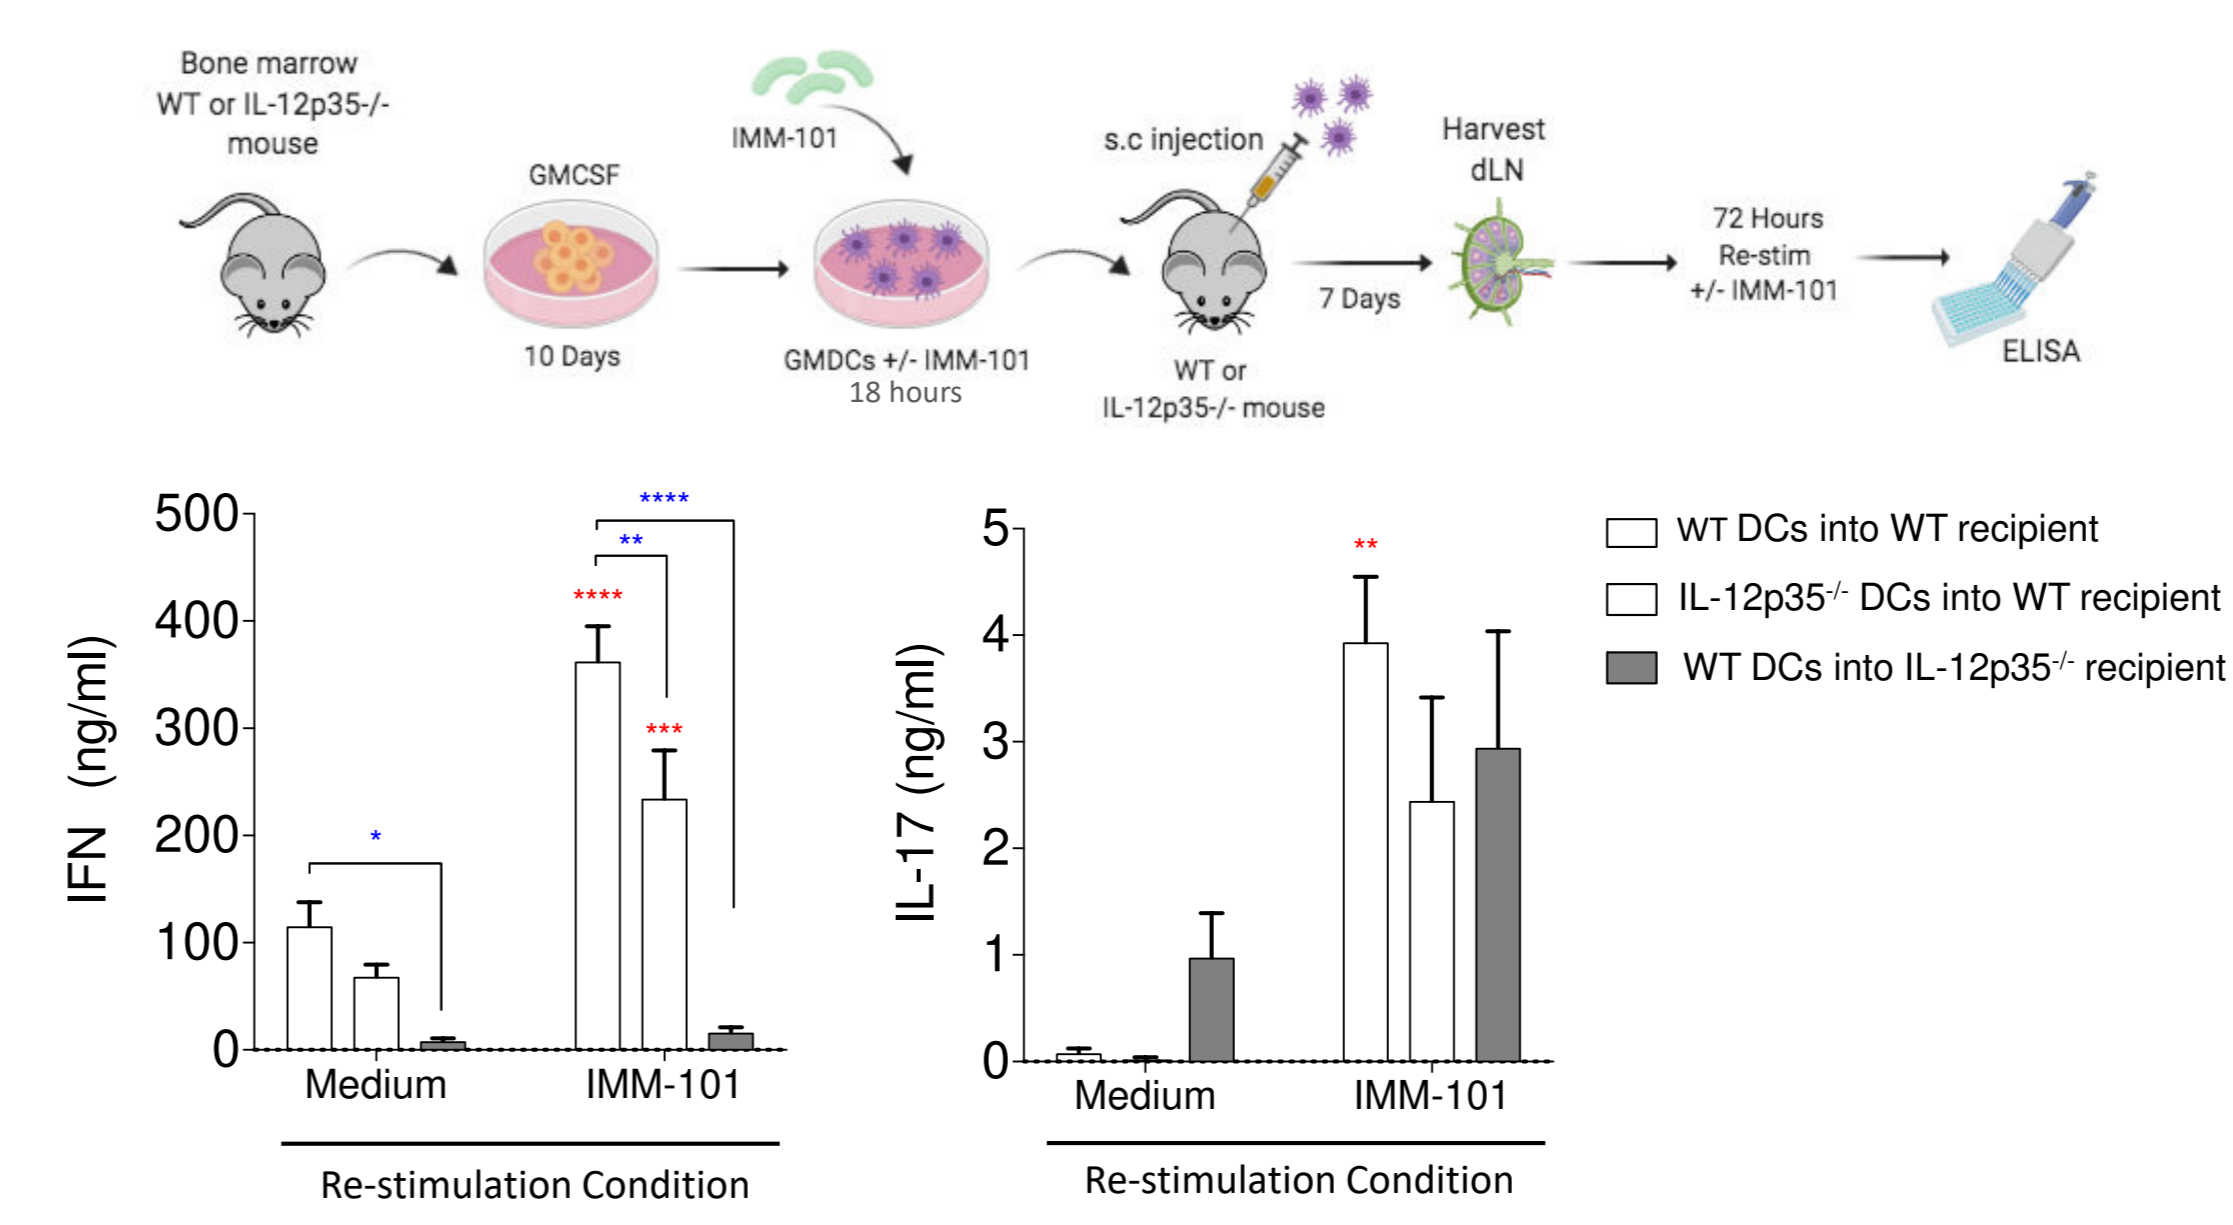 Bone marrow
WT or IL-12p35-/-
mouse
GMCSF
10 Days
IMM-101
GMDCs +/- IMM-101
18 hours
s.c injection
WT or
IL-12p35-/- mouse
7 Days
Harvest
dLN
72 Hours
Re-stim
+/- IMM-101
ELISA
IFN (ng/ml)
500
400
300
200
100
0
*
****
**
****
***
Medium
IMM-101
Re-stimulation Condition
IL-17 (ng/ml)
5
4
3
2
1
0
**
Medium
IMM-101
Re-stimulation Condition
WT DCs into WT recipient
IL-12p35-/- DCs into WT recipient
WT DCs into IL-12p35-/- recipient